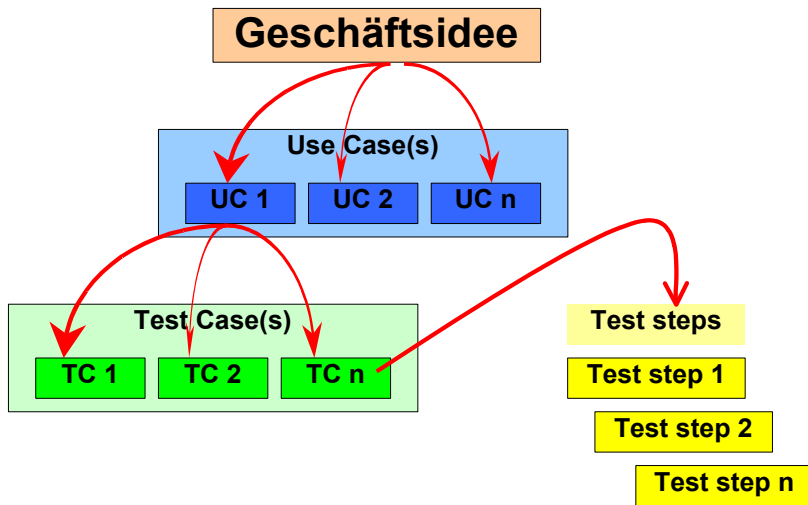 Geschäftsidee
Use Case(s)
UC 1 UC 2 UC n
Test Case(s)
TC 1 TC 2 TC n
Test steps
Test step 1
Test step 2
Test step n